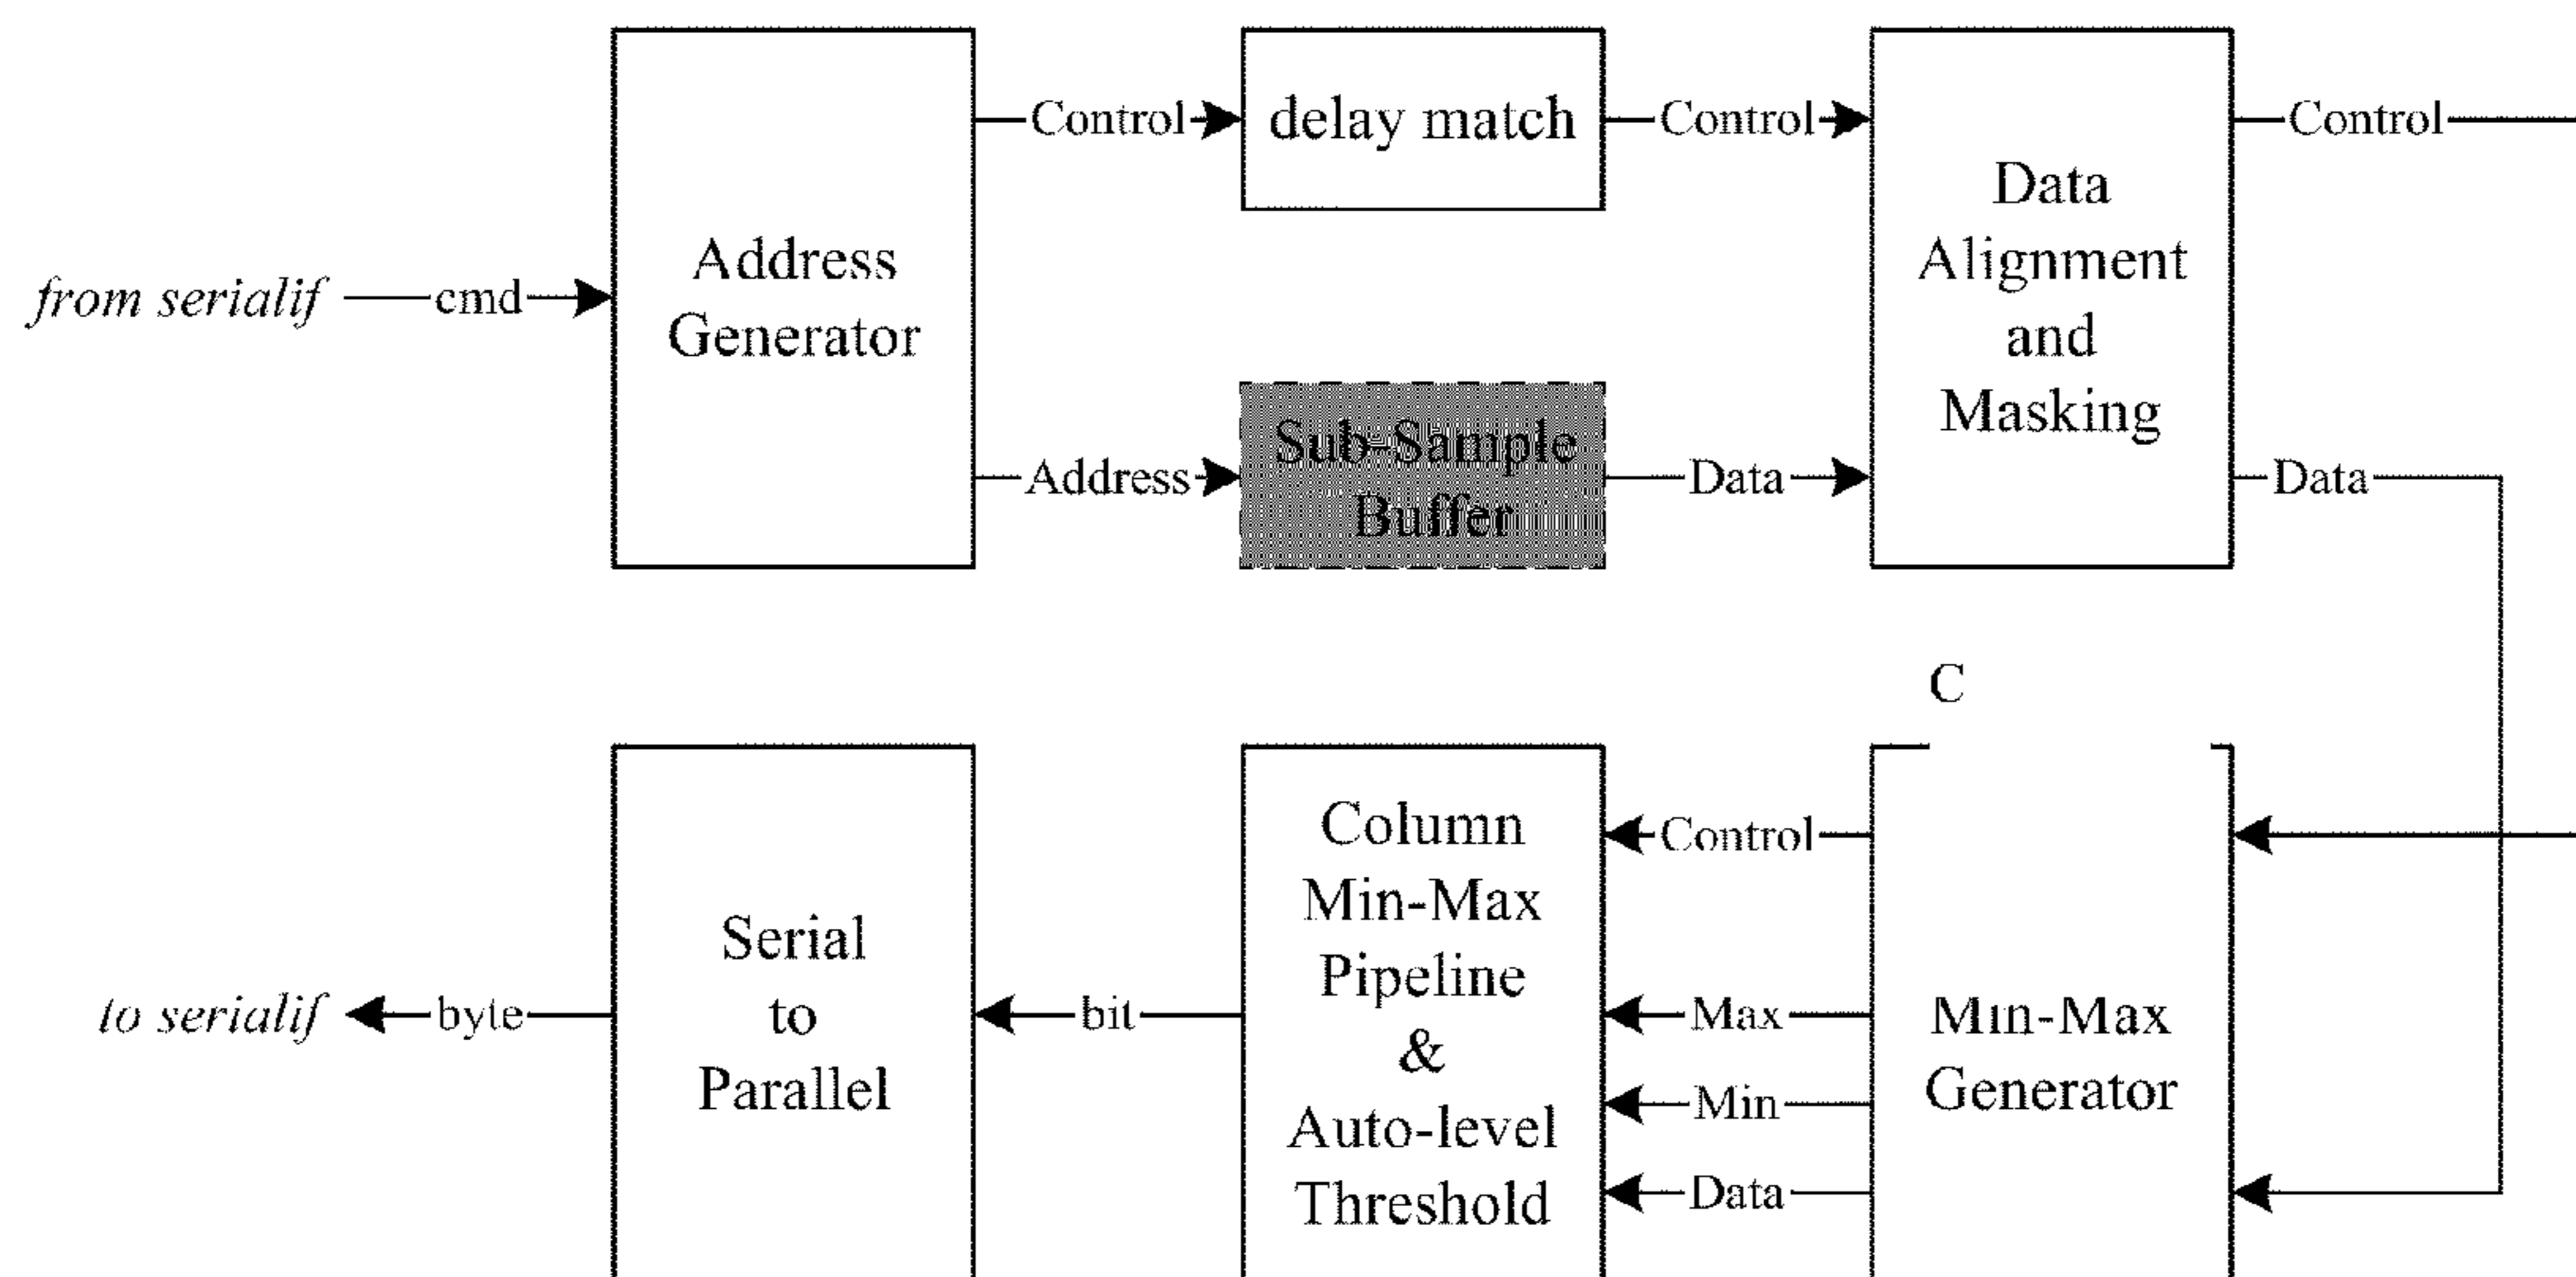 from serialif
cmd
Address
Generator
Control
delay match
Control
Data
Alignment
and
Masking
Control
Address
Sub-Sample
Buffer
Data
Data
C
Min-Max
Generator
Control
Max
Min
Data
Column
Min-Max
Pipeline
&
Auto-level
Threshold
bit
Serial
to
Parallel
byte
to serialif